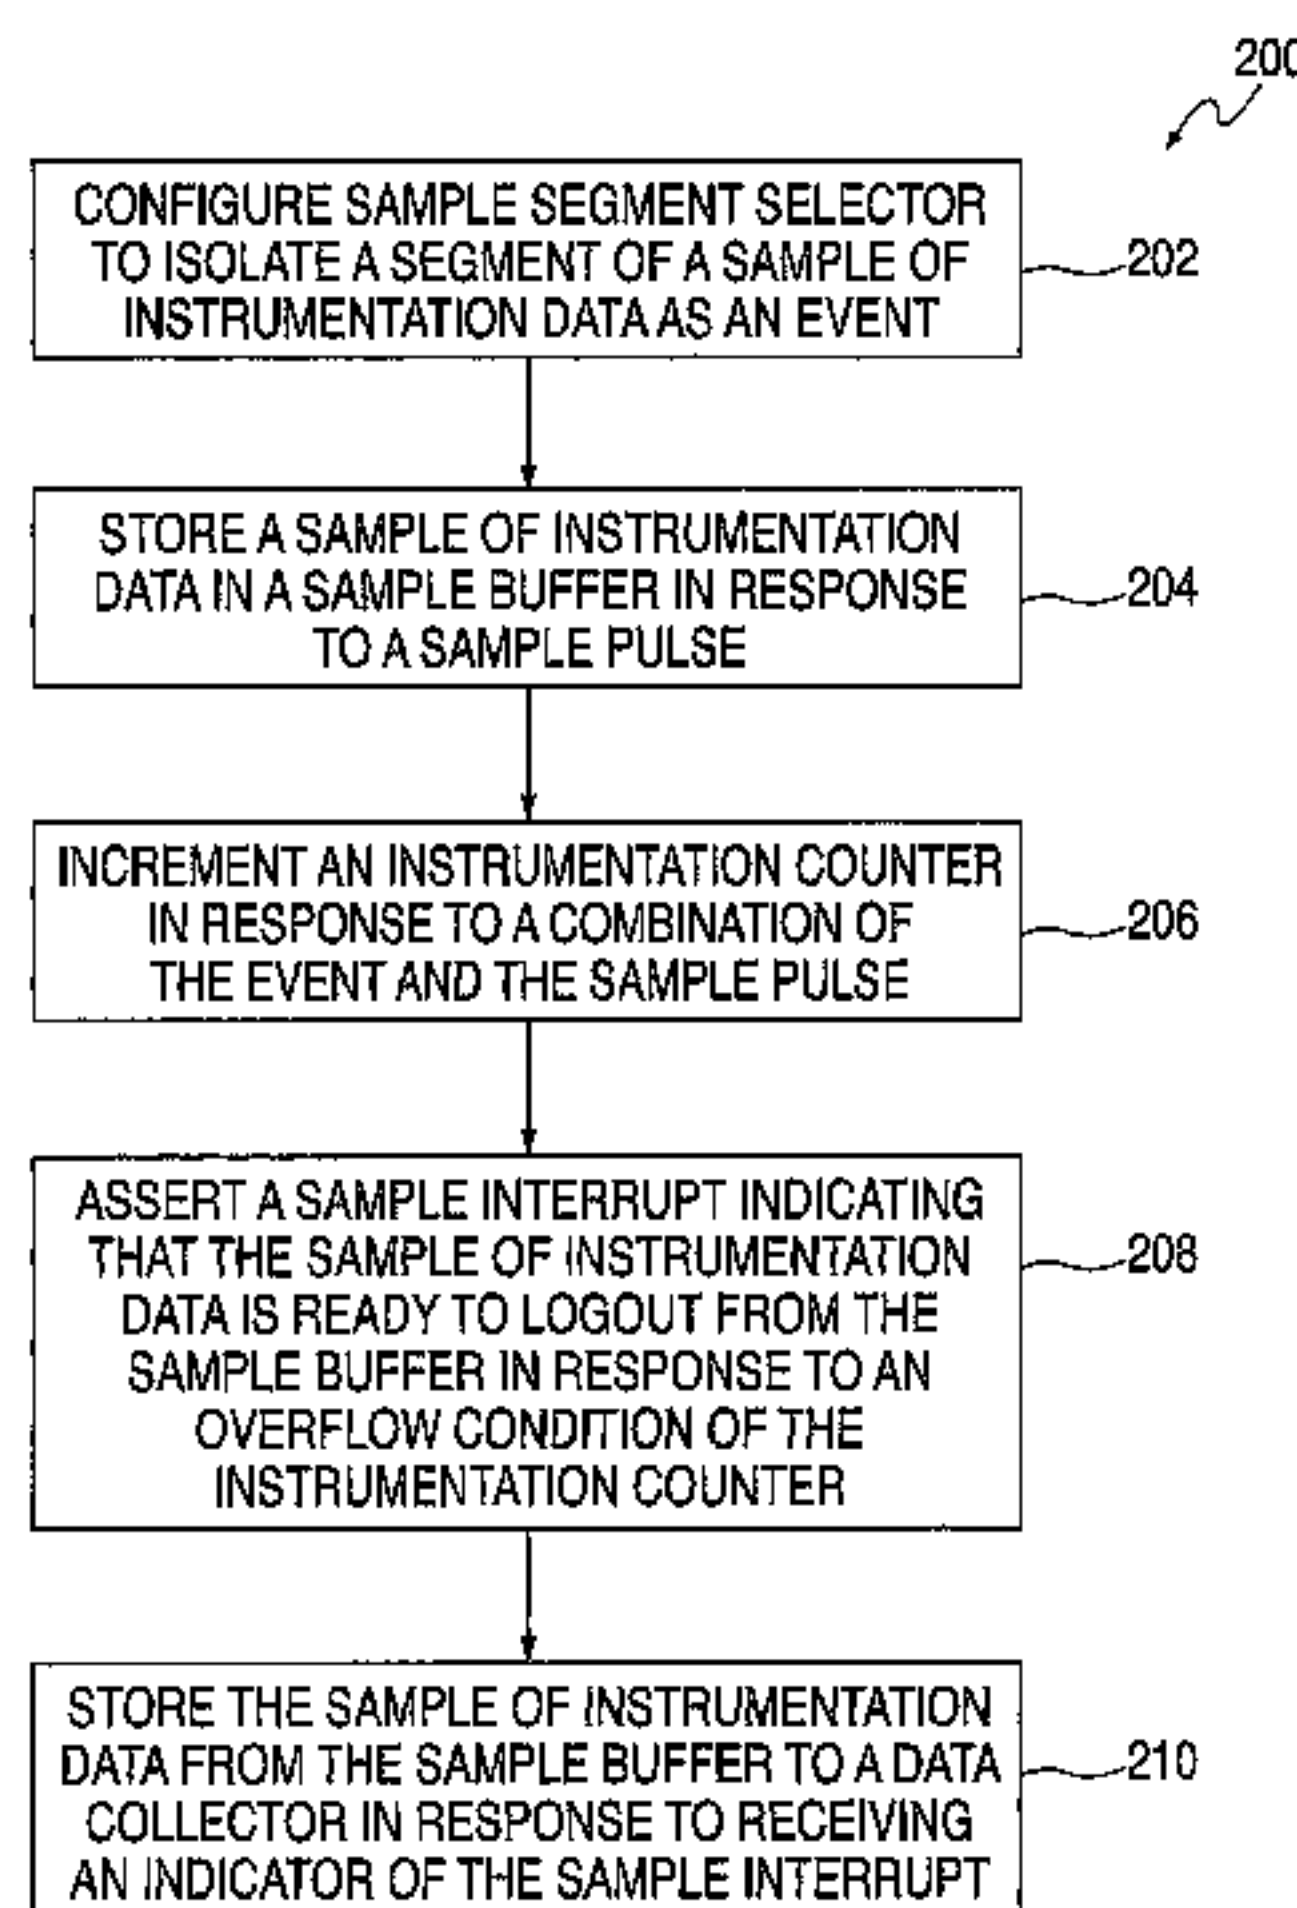 200
CONFIGURE SAMPLE SEGMENT SELECTOR
TO ISOLATE A SEGMENT OF A SAMPLE OF
INSTRUMENTATION DATA AS AN EVENT
202
STORE A SAMPLE OF INSTRUMENTATION
DATA IN A SAMPLE BUFFER IN RESPONSE
TO A SAMPLE PULSE
204
INCREMENT AN INSTRUMENTATION COUNTER
IN RESPONSE TO A COMBINATION OF
THE EVENT AND THE SAMPLE PULSE
206
ASSERT A SAMPLE INTERRUPT INDICATING
THAT THE SAMPLE OF INSTRUMENTATION
DATA IS READY TO LOGOUT FROM THE
SAMPLE BUFFER IN RESPONSE TO AN
OVERFLOW CONDITION OF THE
INSTRUMENTATION COUNTER
208
STORE THE SAMPLE OF INSTRUMENTATION
DATA FROM THE SAMPLE BUFFER TO A DATA
COLLECTOR IN RESPONSE TO RECEIVING
AN INDICATOR OF THE SAMPLE INTERRUPT
210